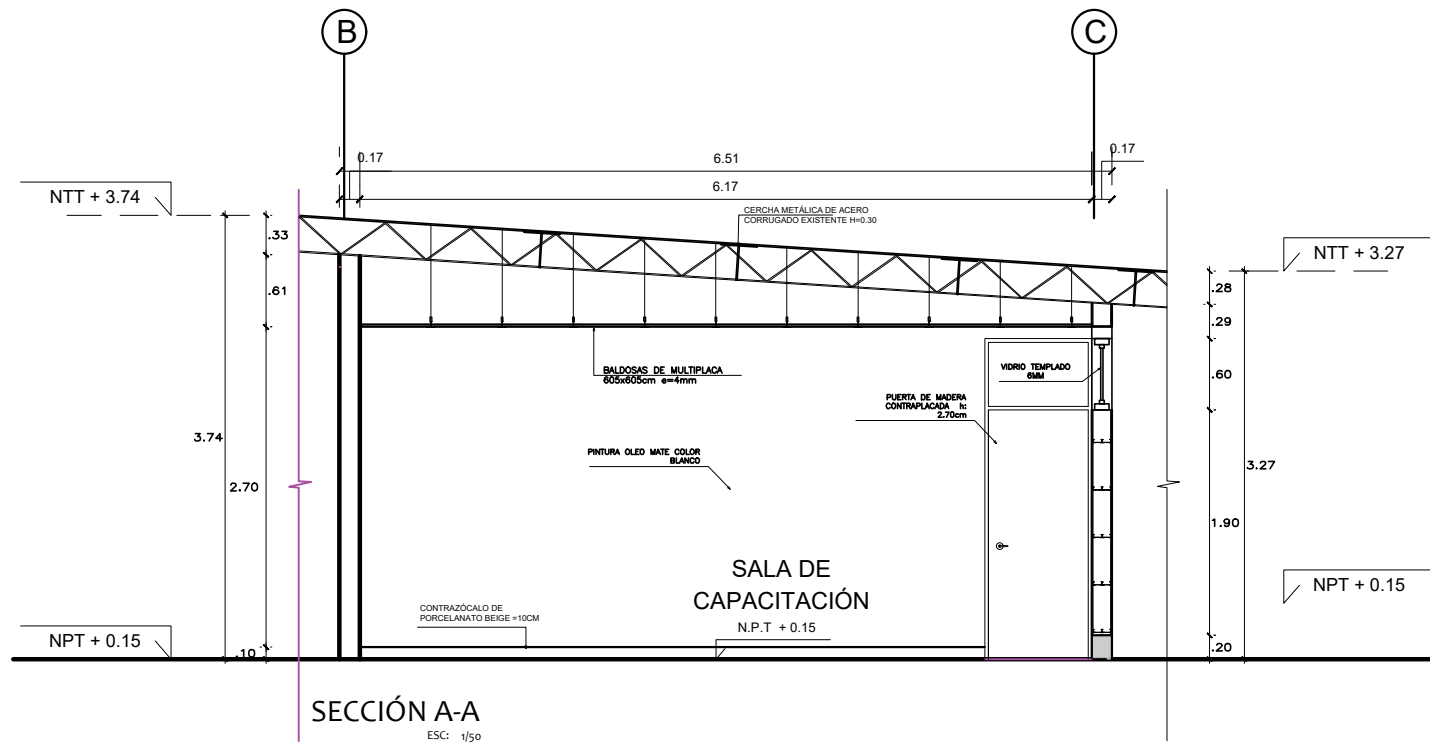 B
C
0.17
6.51
0.17
6.17
NTT + 3.74
CERCHA METÁLICA DE ACERO
CORRUGADO EXISTENTE H=0.30
.33
NTT + 3.27
.28
.61
.29
BALDOSAS DE MULTIPLACA
605x605cm e=4mm
VIDRIO TEMPLADO
6MM
.60
PUERTA DE MADERA
CONTRAPLACADA h:
2.70cm
3.74
PINTURA OLEO MATE COLOR
BLANCO
3.27
2.70
1.90
SALA DE
CAPACITACIÓN
NPT + 0.15
CONTRAZÓCALO DE
PORCELANATO BEIGE =10CM
N.P.T + 0.15
NPT + 0.15
.10
.20
SECCIÓN A-A
ESC: 1/50